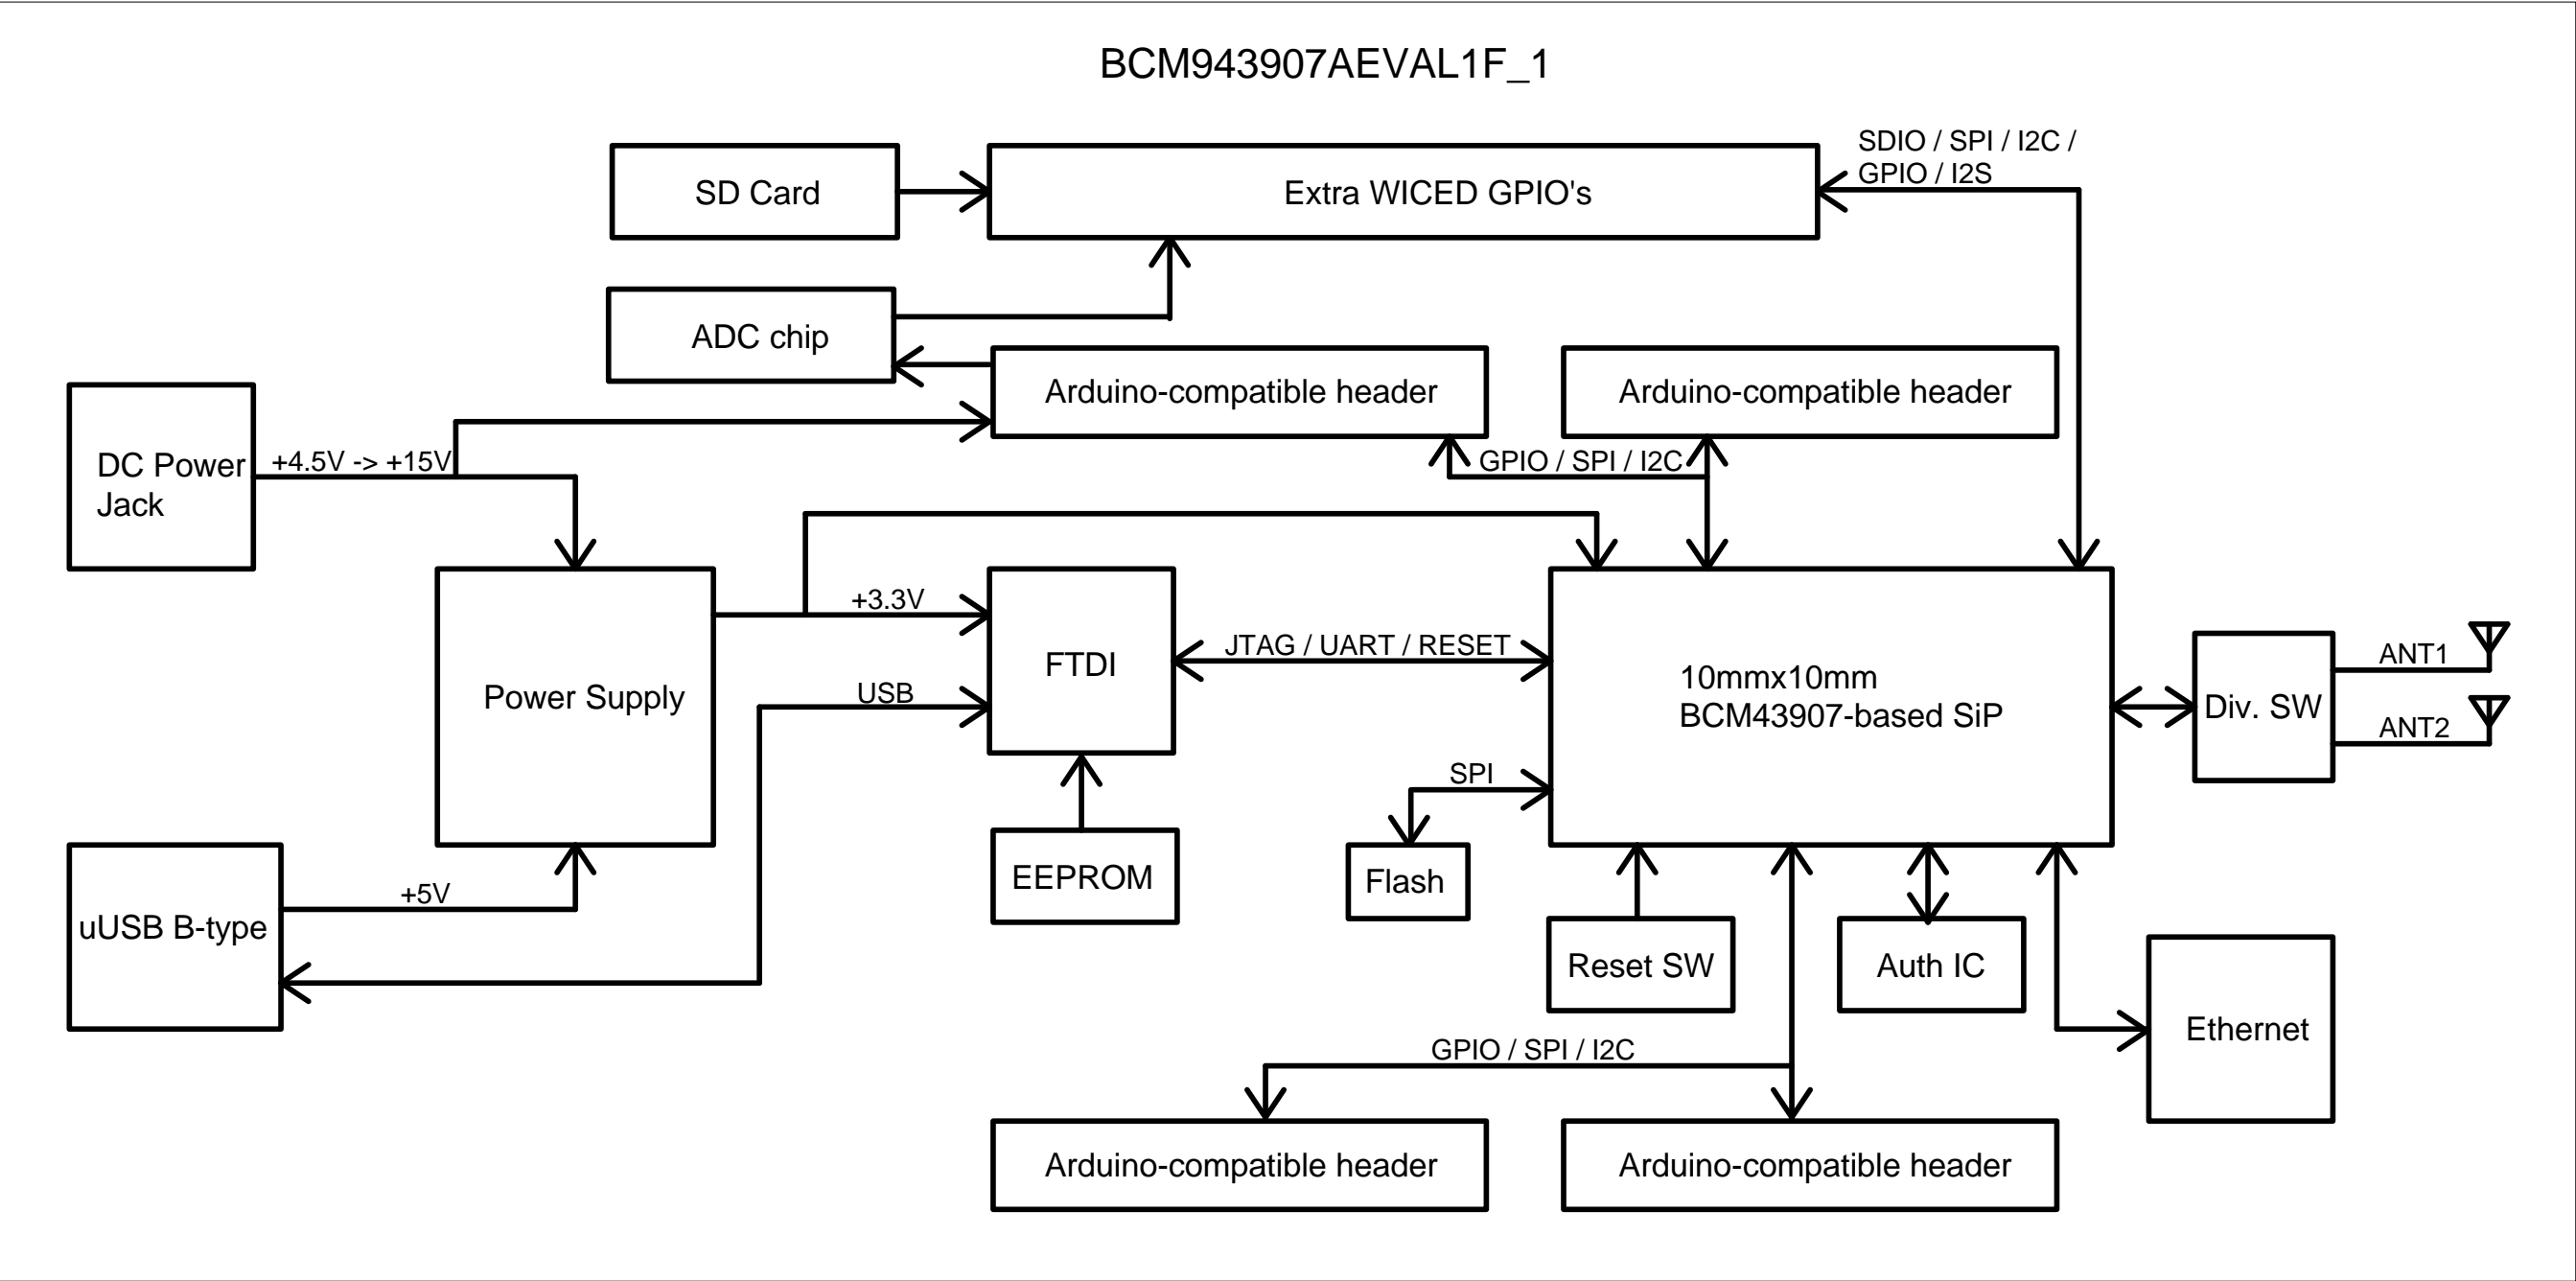 BCM943907AEVAL1F_1
SDIO / SPI / I2C /
GPIO / I2S
SD Card
Extra WICED GPIO's
ADC chip
Arduino-compatible header
Arduino-compatible header
DC Power
Jack
+4.5V -> +15V
GPIO / SPI / I2C
+3.3V
FTDI
JTAG / UART / RESET
10mmx10mm
BCM43907-based SiP
ANT1
Div. SW
ANT2
Power Supply
USB
SPI
EEPROM
Flash
+5V
uUSB B-type
Reset SW
Auth IC
Ethernet
GPIO / SPI / I2C
Arduino-compatible header
Arduino-compatible header